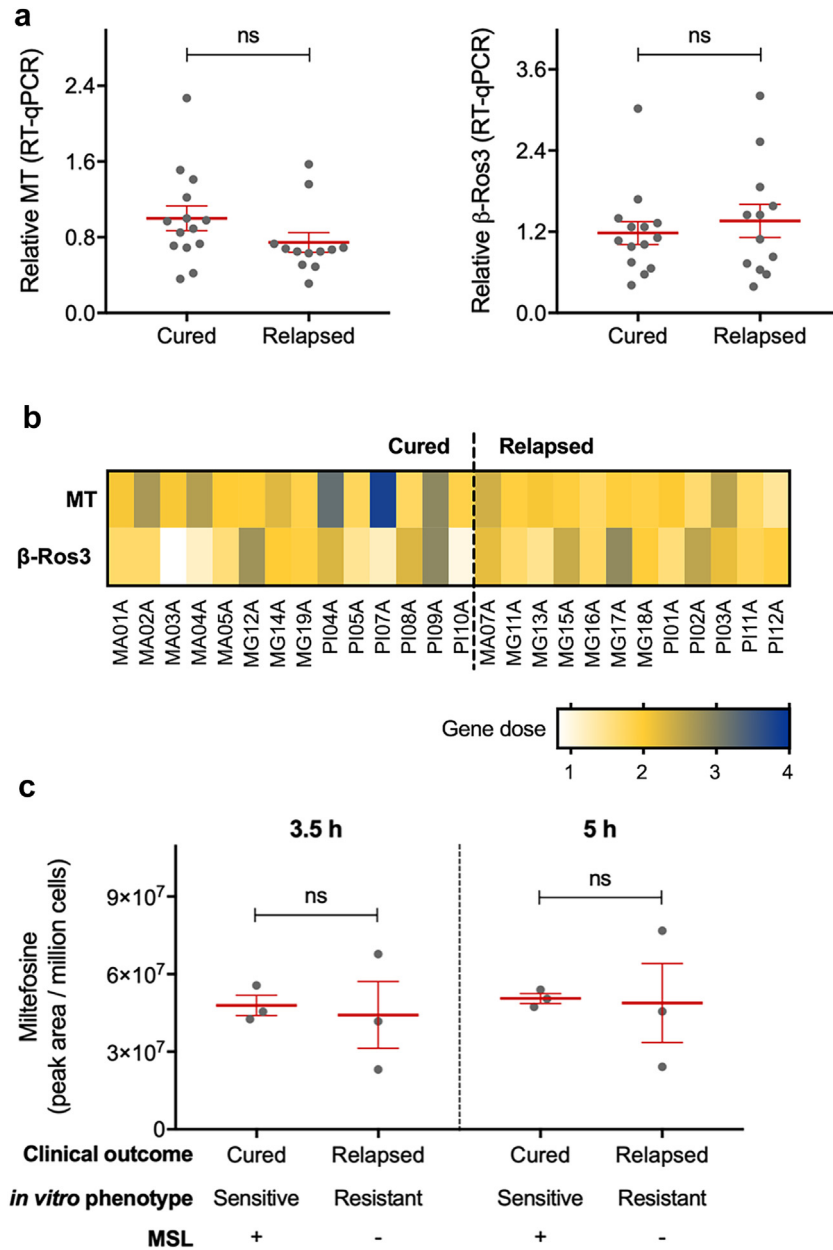 a
ns
ns
Relative MT (RT-qPCR)
2.4
1.6
0.8
0.0
Cured Relapsed
Relative β-Ros3 (RT-qPCR)
3.6
2.4
1.2
0.0
Cured Relapsed
b
Cured Relapsed
MT
β-Ros3
MA01A MA02A MA03A MA04A MA05A MG12A MG14A MG19A PI04A PI05A PI07A PI08A PI09A PI10A MA07A MG11A MG13A MG15A MG16A MG17A MG18A PI01A PI02A PI03A PI11A PI12A
Gene dose
1 2 3 4
c
3.5 h 5 h
ns
ns
Miltefosine
(peak area / million cells)
9×10⁷
6×10⁷
3×10⁷
0
Clinical outcome Cured Relapsed Cured Relapsed
in vitro phenotype Sensitive Resistant Sensitive Resistant
MSL + - + -